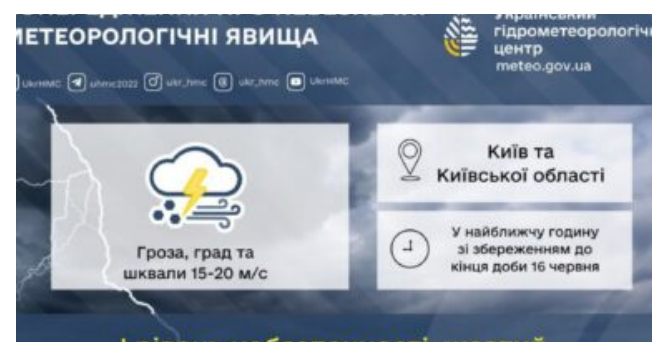 МЕТЕОРОЛОГІЧНІ ЯВИЩА
Український
гідрометеорологічн
центр
meteo.gov.ua
UkrHMC uhmc2022 ukr_hmc ukr_hmc UkrHMC
Гроза, град та
шквали 15-20 м/с
Київ та
Київської області
У найближчу годину
зі збереженням до
кінця доби 16 червня